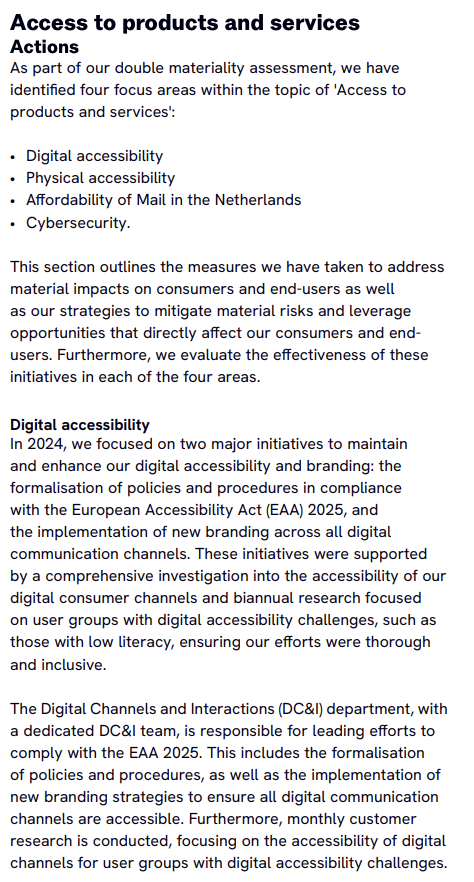 Access to products and services
Actions
As part of our double materiality assessment, we have
identified four focus areas within the topic of 'Access to
products and services':
• Digital accessibility
• Physical accessibility
• Affordability of Mail in the Netherlands
• Cybersecurity.
This section outlines the measures we have taken to address
material impacts on consumers and end-users as well
as our strategies to mitigate material risks and leverage
opportunities that directly affect our consumers and end-
users. Furthermore, we evaluate the effectiveness of these
initiatives in each of the four areas.
Digital accessibility
In 2024, we focused on two major initiatives to maintain
and enhance our digital accessibility and branding: the
formalisation of policies and procedures in compliance
with the European Accessibility Act (EAA) 2025, and
the implementation of new branding across all digital
communication channels. These initiatives were supported
by a comprehensive investigation into the accessibility of our
digital consumer channels and biannual research focused
on user groups with digital accessibility challenges, such as
those with low literacy, ensuring our efforts were thorough
and inclusive.
The Digital Channels and Interactions (DC&I) department, with
a dedicated DC&I team, is responsible for leading efforts to
comply with the EAA 2025. This includes the formalisation
of policies and procedures, as well as the implementation of
new branding strategies to ensure all digital communication
channels are accessible. Furthermore, monthly customer
research is conducted, focusing on the accessibility of digital
channels for user groups with digital accessibility challenges.